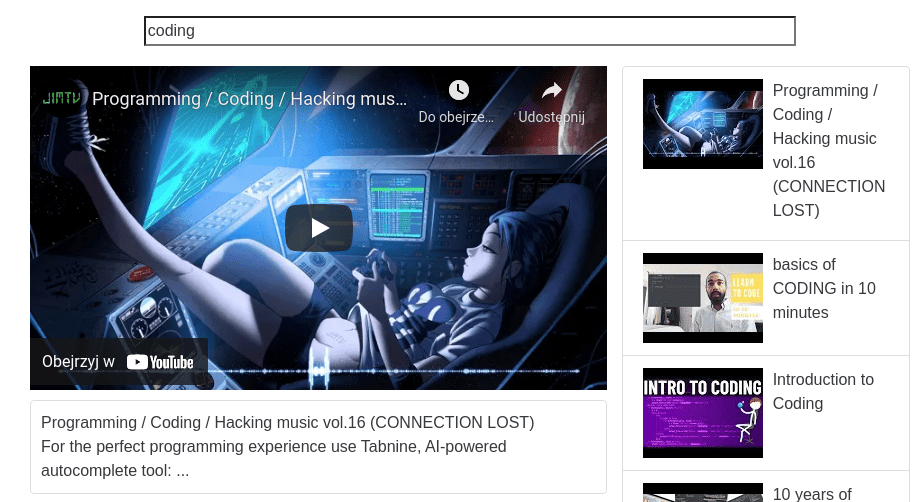 coding
JIMTV
Programming / Coding / Hacking mus...
Do obejrze...
Udostępnij
Obejrzyj w YouTube
Programming / Coding / Hacking music vol.16 (CONNECTION LOST)
For the perfect programming experience use Tabnine, AI-powered
autocomplete tool: ...
Programming /
Coding /
Hacking music
vol.16
(CONNECTION
LOST)
LEARN
TO CODE
basics of
CODING in 10
minutes
INTRO TO CODING
Introduction to
Coding
10 years of